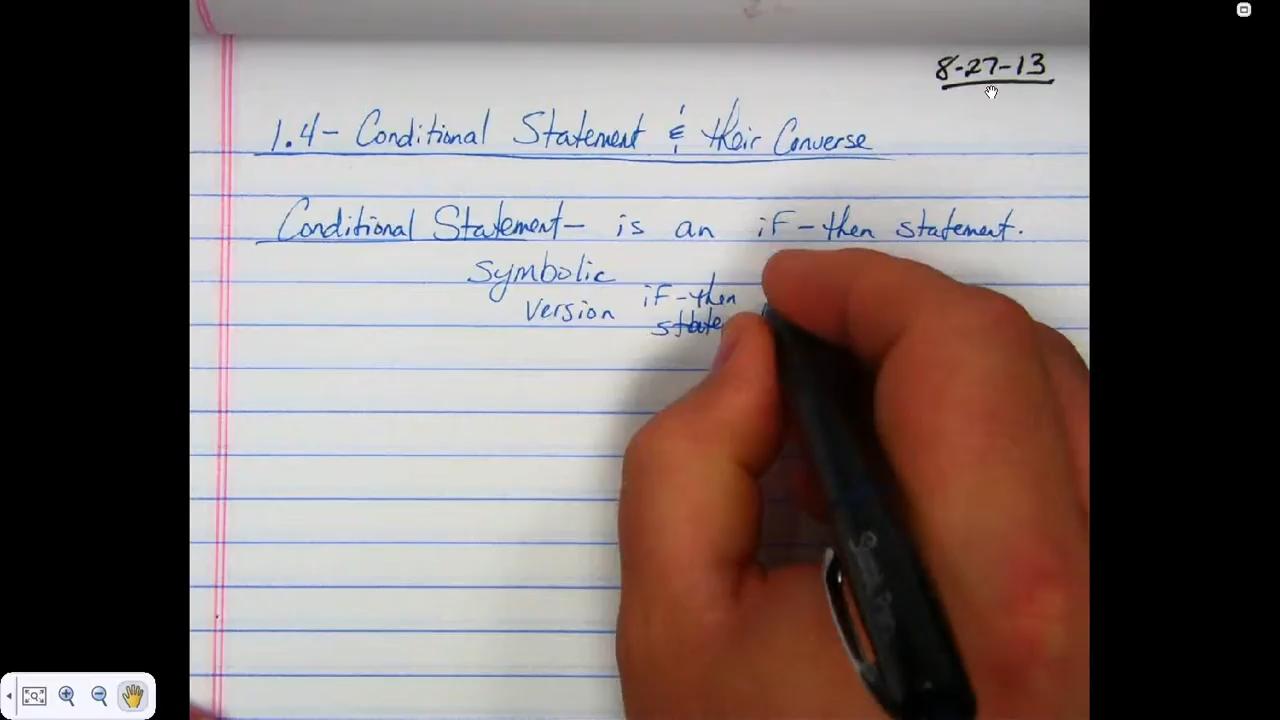 8-27-13
1.4- Conditional Statement & their Converse
Conditional Statement- is an if-then statement.
Symbolic
Version
if-then
state